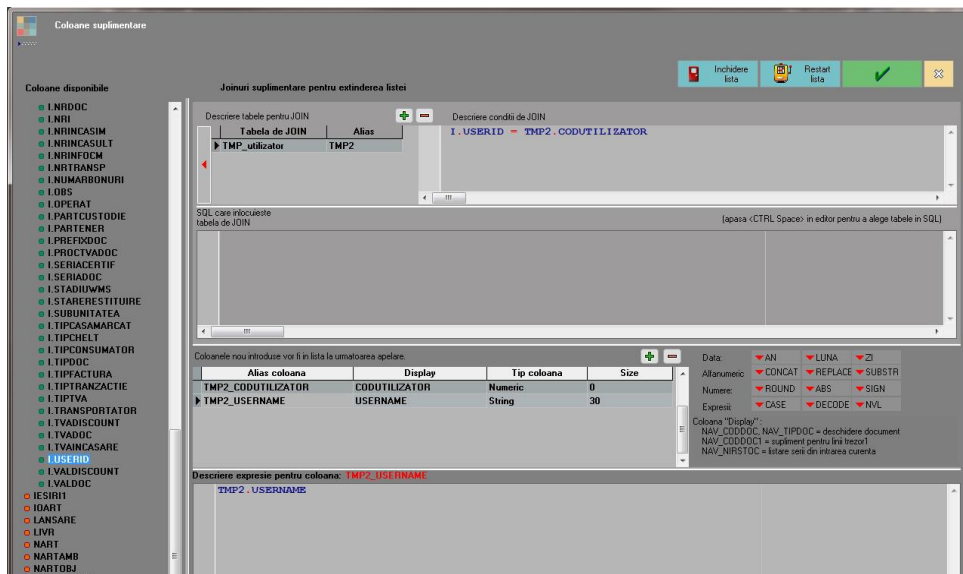 Coloane suplimentare
Inchidere lista
Restart lista
Coloane disponibile
Joinuri suplimentare pentru extinderea listei
I.NRDOC
I.NRI
I.NRINCASIM
I.NRINCASULT
I.NRINFOCM
I.NRTRANSP
I.NUMARBONURI
I.OBS
I.OPERAT
I.PARTCUSTODIE
I.PARTENER
I.PREFIXDOC
I.PROCTVADOC
I.SERIACERTIF
I.SERIADOC
I.STADIUWMS
I.STARERESTITUIRE
I.SUBUNITATEA
I.TIPCASAMARCAT
I.TIPCHELT
I.TIPCONSUMATOR
I.TIPDOC
I.TIPFACTURA
I.TIPTRANZACTIE
I.TIPTVA
I.TRANSPORTATOR
I.TVADISCOUNT
I.TVADOC
I.TVAINCASARE
I.USERID
I.VALDISCOUNT
I.VALDOC
IESIRI1
IOART
LANSARE
LIVR
NART
NARTAMB
NARTOBJ
Descriere tabele pentru JOIN
Descriere conditii de JOIN
Tabela de JOIN Alias
TMP_utilizator TMP2
I.USERID = TMP2.CODUTILIZATOR
SQL care inlocuieste
tabela de JOIN
(apasa <CTRL Space> in editor pentru a alege tabele in SQL)
Coloanele nou introduse vor fi in lista la urmatoarea apelare.
Alias coloana Display Tip coloana Size
TMP2_CODUTILIZATOR CODUTILIZATOR Numeric 0
TMP2_USERNAME USERNAME String 30
Data: AN LUNA ZI
Alfanumeric CONCAT REPLACE SUBSTR
Numere: ROUND ABS SIGN
Expresii: CASE DECODE NVL
Coloana "Display" :
NAV_CODDOC, NAV_TIPDOC = deschidere document
NAV_CODDOC1 = supliment pentru linii trezor1
NAV_NIRSTOC = listare serii din intrarea curenta
Descriere expresie pentru coloana: TMP2_USERNAME
TMP2.USERNAME